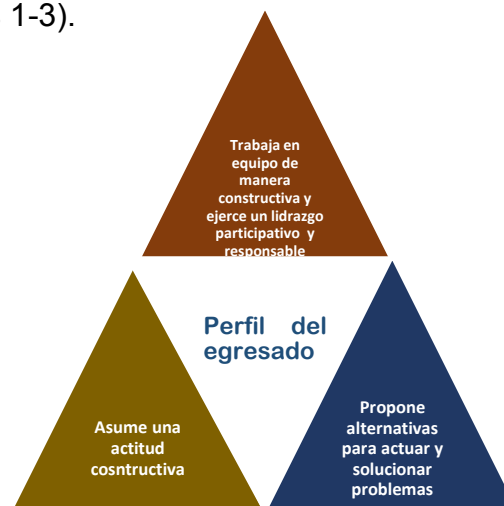 1-3).
Trabaja en
equipo de
manera
constructiva y
ejerce un lidrazgo
participativo y
responsable
Perfil del
egresado
Asume una
actitud
cosntructiva
Propone
alternativas
para actuar y
solucionar
problemas